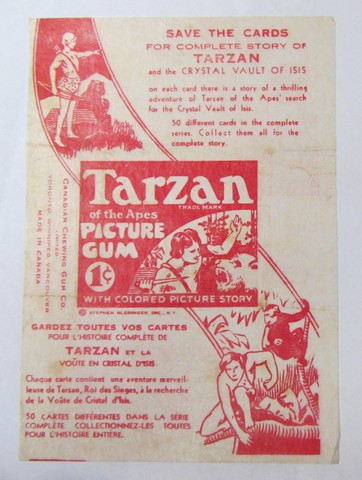 SAVE THE CARDS
FOR COMPLETE STORY OF
TARZAN
and the CRYSTAL VAULT OF ISIS
on each card there is a story of a thrilling
adventure of Tarzan of the Apes' search
for the Crystal Vault of Isis.
50 different cards in the complete
series. Collect them all for the
complete story.
Tarzan
TRADE MARK
of the Apes
PICTURE
GUM
1¢
WITH COLORED PICTURE STORY
© STEPHEN SLESINGER, INC., N.Y.
CANADIAN CHEWING GUM CO.
LIMITED
TORONTO, WINNIPEG, VANCOUVER
MADE IN CANADA
GARDEZ TOUTES VOS CARTES
POUR L'HISTOIRE COMPLÈTE DE
TARZAN ET LA
VOÛTE EN CRISTAL D'ISIS
Chaque carte contient une aventure merveil-
leuse de Tarzan, Roi des Singes, à la recherche
de la Voûte de Cristal d'Isis.
50 CARTES DIFFÉRENTES DANS LA SÉRIE
COMPLÈTE COLLECTIONNEZ-LES TOUTES
POUR L'HISTOIRE ENTIÈRE.